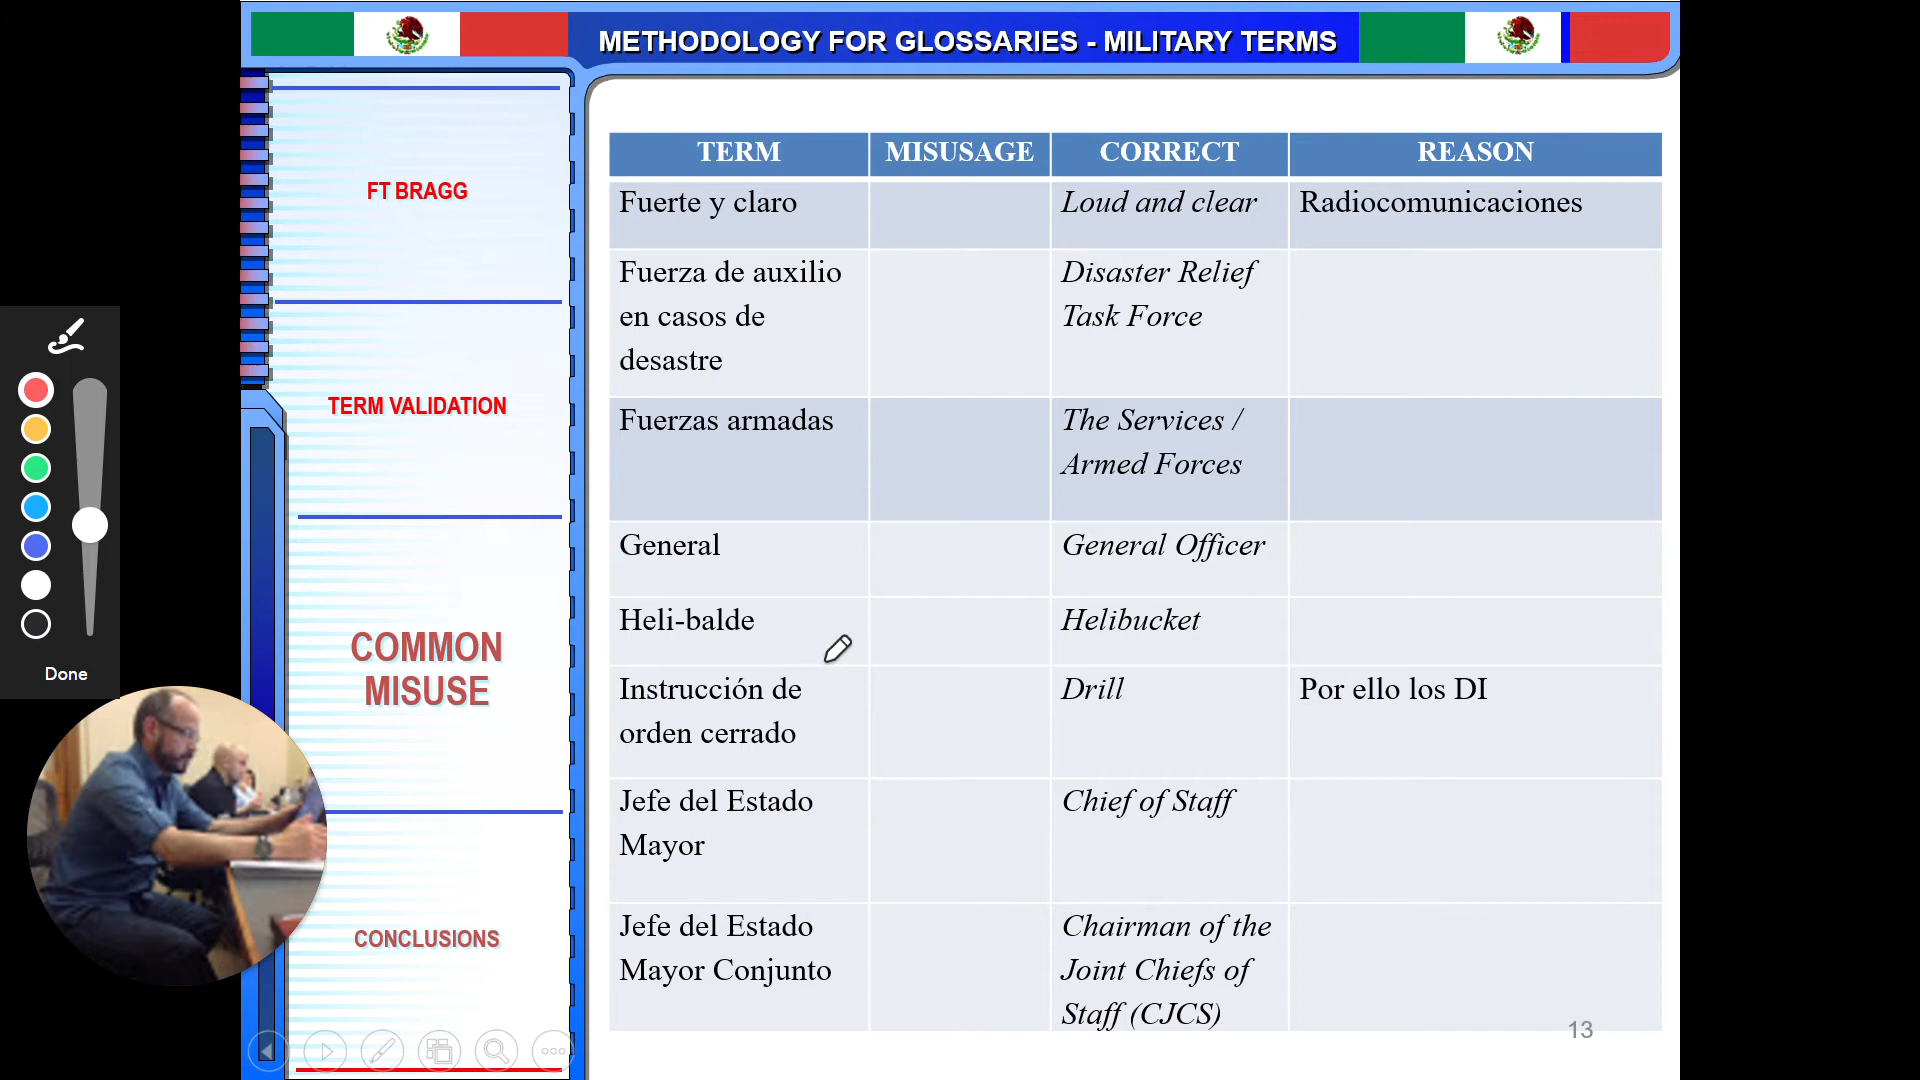 METHODOLOGY FOR GLOSSARIES - MILITARY TERMS
FT BRAGG
TERM VALIDATION
COMMON
MISUSE
CONCLUSIONS
Done
TERM MISUSAGE CORRECT REASON
Fuerte y claro Loud and clear Radiocomunicaciones
Fuerza de auxilio Disaster Relief
en casos de Task Force
desastre
Fuerzas armadas The Services /
Armed Forces
General General Officer
Heli-balde Helibucket
Instrucción de Drill Por ello los DI
orden cerrado
Jefe del Estado Chief of Staff
Mayor
Jefe del Estado Chairman of the
Mayor Conjunto Joint Chiefs of
Staff (CJCS)
13